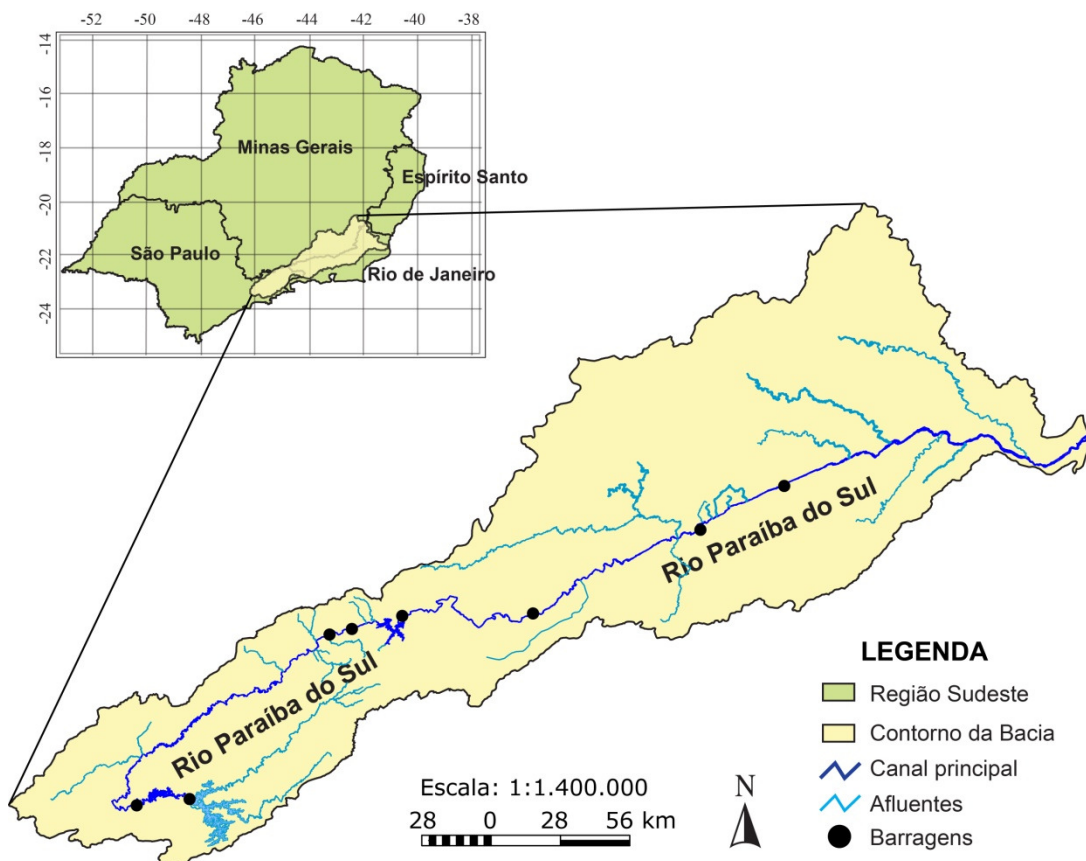 -52 -50 -48 -46 -44 -42 -40 -38
-14
-16
-18
-20
-22
-24
Minas Gerais
Espírito Santo
São Paulo
Rio de Janeiro
Rio Paraíba do Sul
Rio Paraíba do Sul
LEGENDA
Região Sudeste
Contorno da Bacia
Canal principal
Afluentes
Barragens
Escala: 1:1.400.000
28 0 28 56 km
N